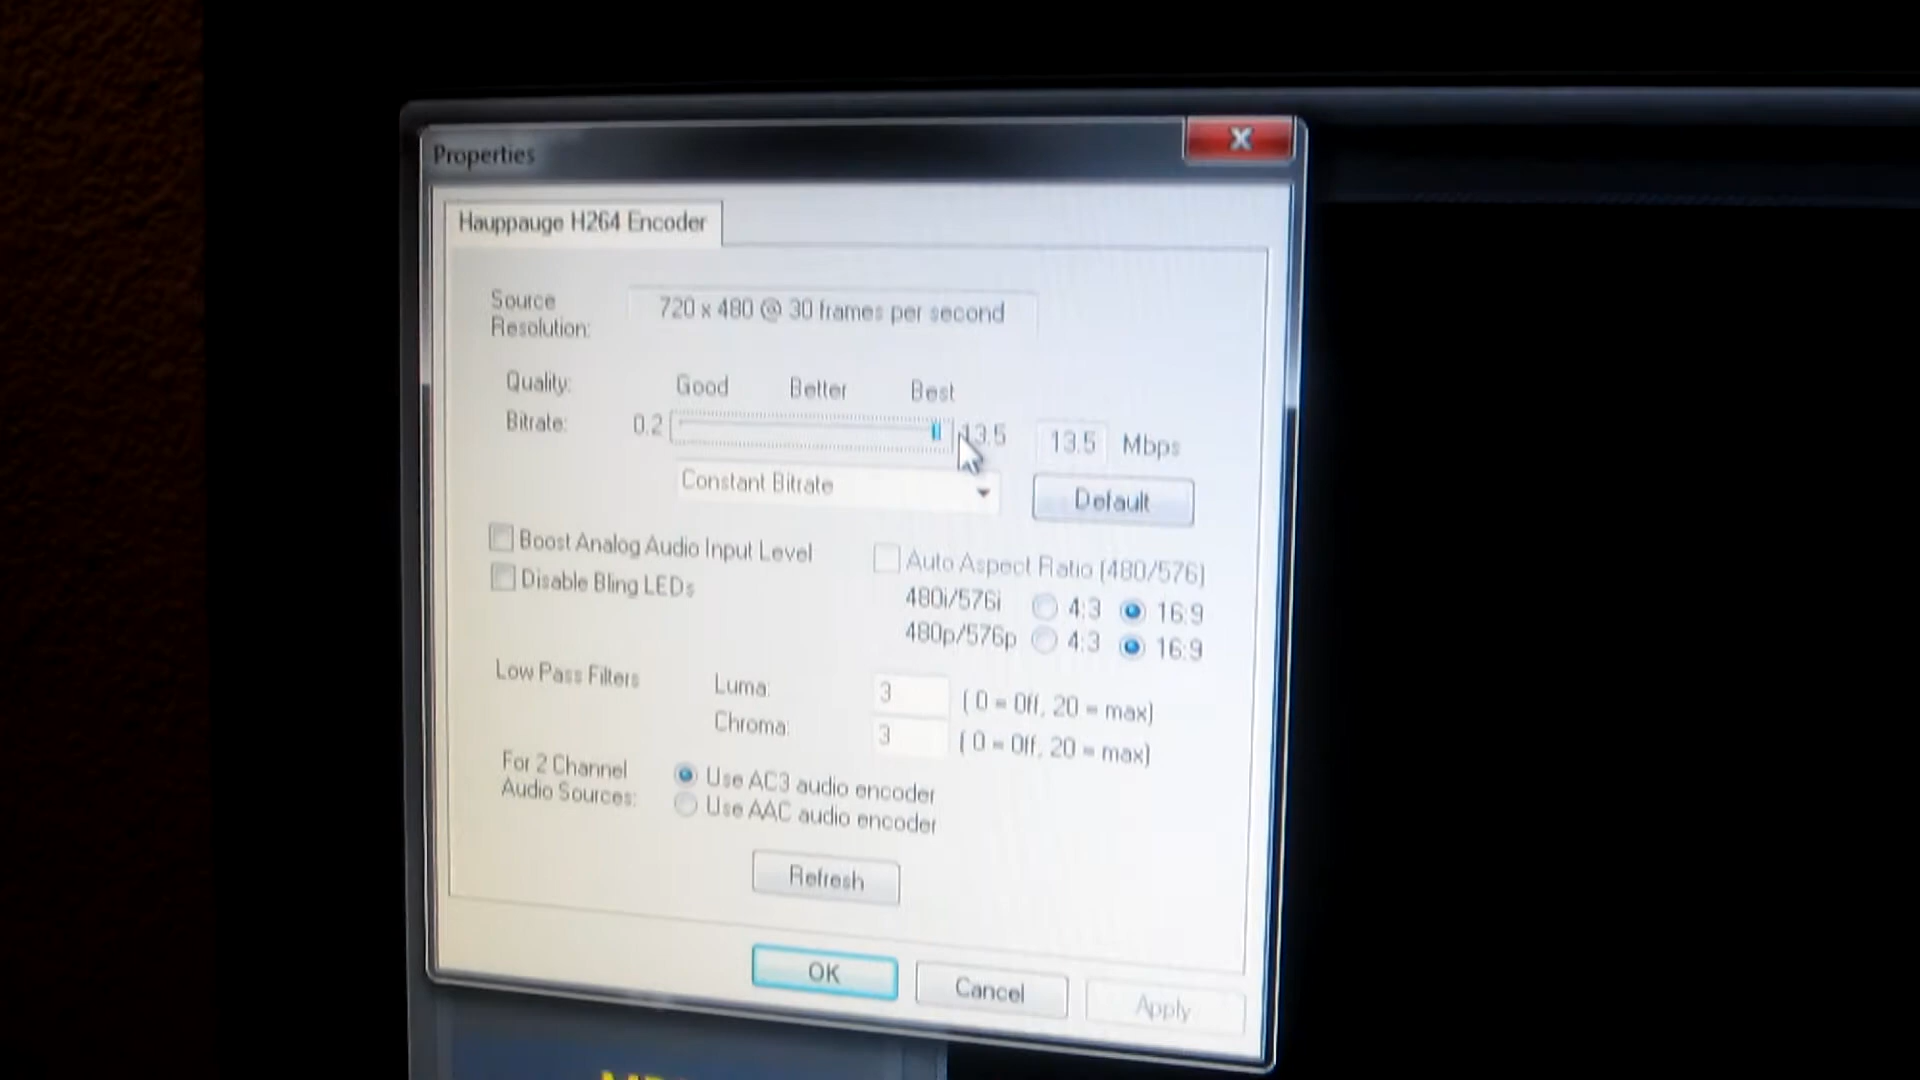 Properties
X
Hauppauge H264 Encoder
Source
Resolution:
720 x 480 @ 30 frames per second
Quality: Good Better Best
Bitrate: 0.2 13.5 13.5 Mbps
Constant Bitrate
Default
Boost Analog Audio Input Level
Disable Bling LEDs
Auto Aspect Ratio (480/576)
480i/576i 4:3 16:9
480p/576p 4:3 16:9
Low Pass Filters
Luma: 3 ( 0 = Off, 20 = max)
Chroma: 3 ( 0 = Off, 20 = max)
For 2 Channel
Audio Sources:
Use AC3 audio encoder
Use AAC audio encoder
Refresh
OK Cancel Apply